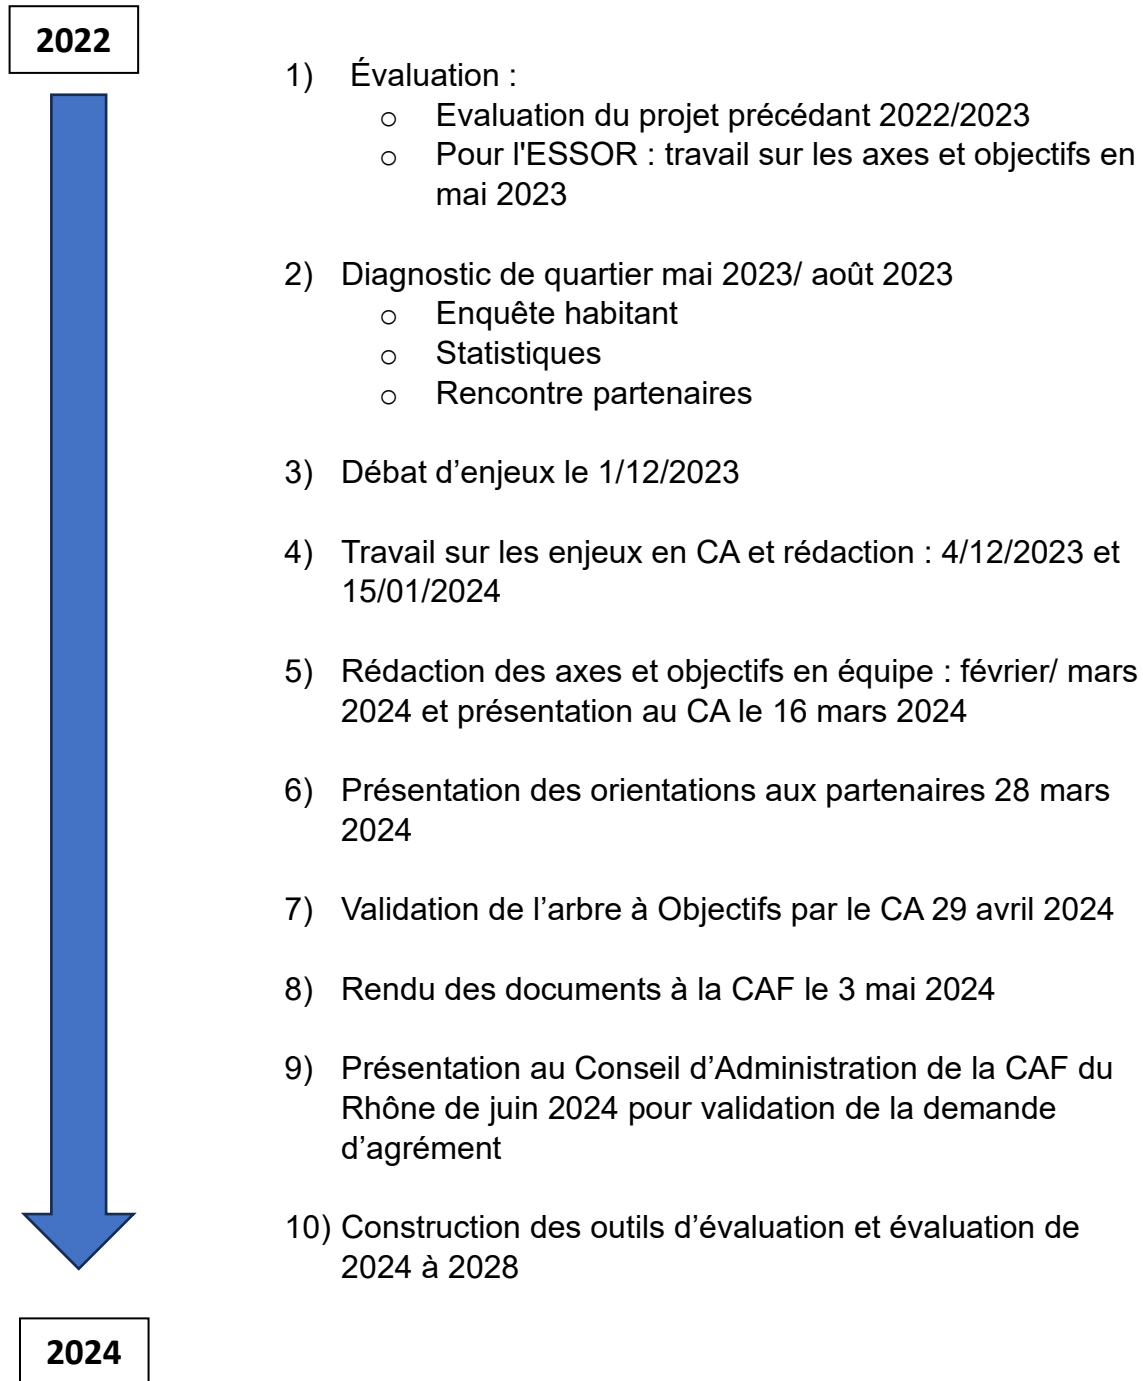 2022
1) Évaluation :
o Evaluation du projet précédant 2022/2023
o Pour l'ESSOR : travail sur les axes et objectifs en
mai 2023
2) Diagnostic de quartier mai 2023/ août 2023
o Enquête habitant
o Statistiques
o Rencontre partenaires
3) Débat d’enjeux le 1/12/2023
4) Travail sur les enjeux en CA et rédaction : 4/12/2023 et
15/01/2024
5) Rédaction des axes et objectifs en équipe : février/ mars
2024 et présentation au CA le 16 mars 2024
6) Présentation des orientations aux partenaires 28 mars
2024
7) Validation de l’arbre à Objectifs par le CA 29 avril 2024
8) Rendu des documents à la CAF le 3 mai 2024
9) Présentation au Conseil d’Administration de la CAF du
Rhône de juin 2024 pour validation de la demande
d’agrément
10) Construction des outils d’évaluation et évaluation de
2024 à 2028
2024